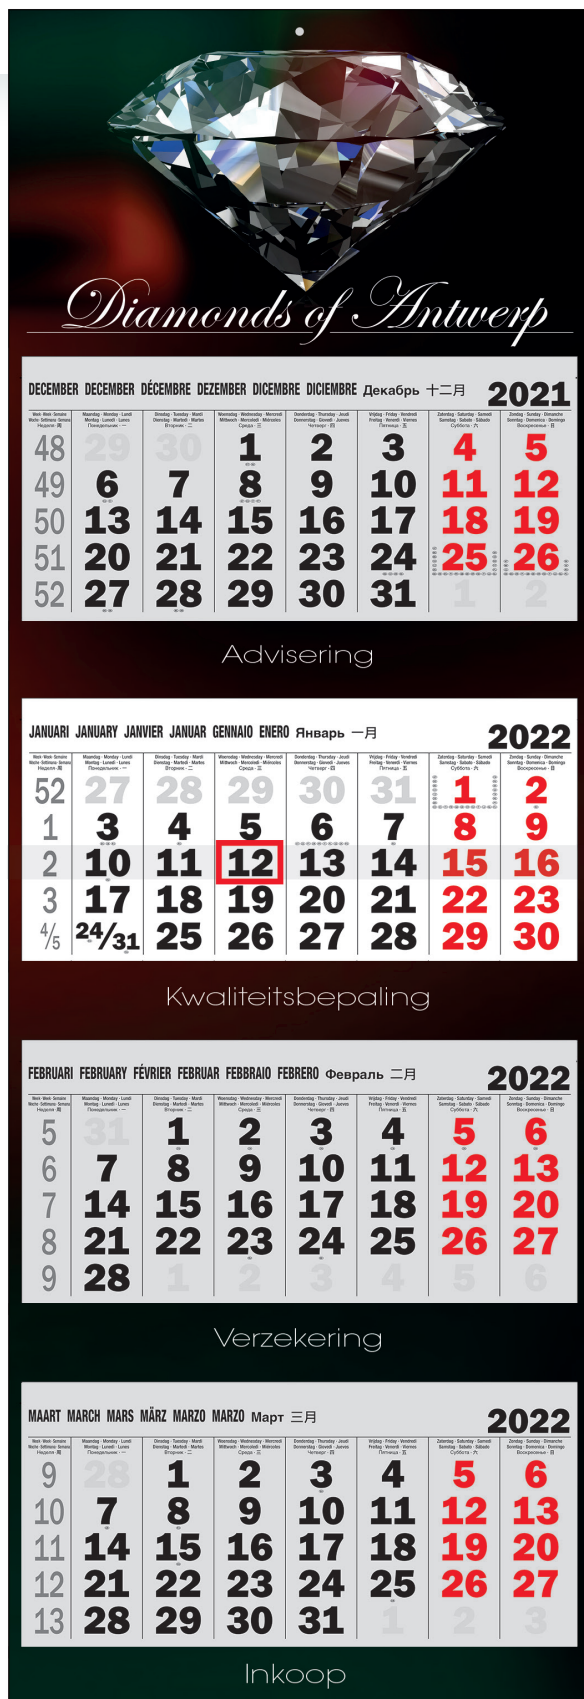 Diamonds of Antwerp
DECEMBER DECEMBER DÉCEMBRE DEZEMBER DICEMBRE DICIEMBRE Декабрь 十二月 2021
48 29 30 1 2 3 4 5
49 6 7 8 9 10 11 12
50 13 14 15 16 17 18 19
51 20 21 22 23 24 25 26
52 27 28 29 30 31 1 2
Advisering
JANUARI JANUARY JANVIER JANUAR GENNAIO ENERO Январь 一月 2022
52 27 28 29 30 31 1 2
1 3 4 5 6 7 8 9
2 10 11 12 13 14 15 16
3 17 18 19 20 21 22 23
4/5 24/31 25 26 27 28 29 30
Kwaliteitsbepaling
FEBRUARI FEBRUARY FÉVRIER FEBRUAR FEBBRAIO FEBRERO Февраль 二月 2022
5 31 1 2 3 4 5 6
6 7 8 9 10 11 12 13
7 14 15 16 17 18 19 20
8 21 22 23 24 25 26 27
9 28 1 2 3 4 5 6
Verzekering
MAART MARCH MARS MÄRZ MARZO MARZO Март 三月 2022
9 28 1 2 3 4 5 6
10 7 8 9 10 11 12 13
11 14 15 16 17 18 19 20
12 21 22 23 24 25 26 27
13 28 29 30 31 1 2 3
Inkoop